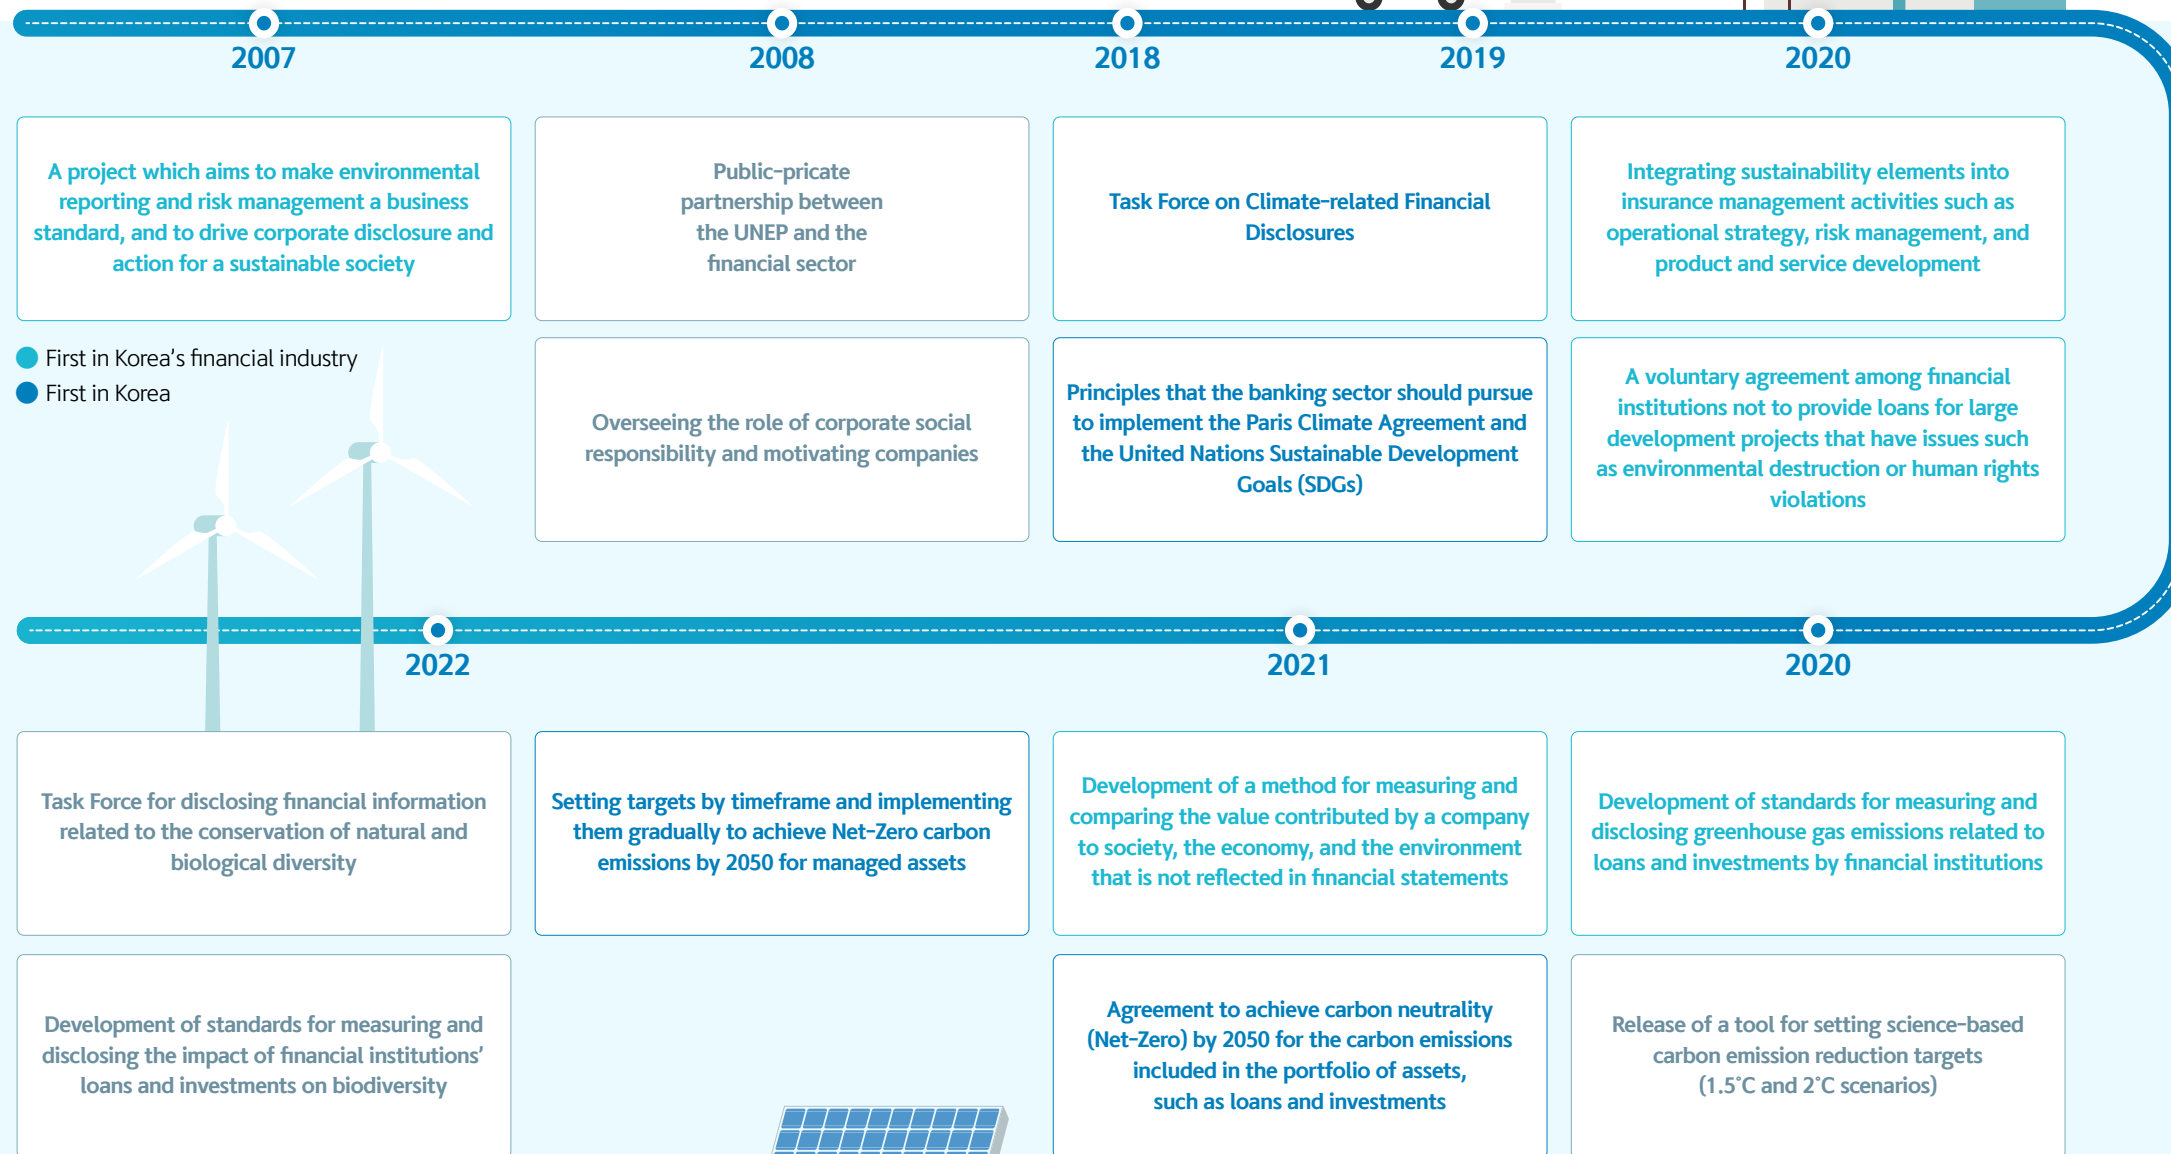 2007
2008
2018
2019
2020
A project which aims to make environmental
reporting and risk management a business
standard, and to drive corporate disclosure and
action for a sustainable society
Public-pricate
partnership between
the UNEP and the
financial sector
Task Force on Climate-related Financial
Disclosures
Integrating sustainability elements into
insurance management activities such as
operational strategy, risk management, and
product and service development
First in Korea's financial industry
First in Korea
Overseeing the role of corporate social
responsibility and motivating companies
Principles that the banking sector should pursue
to implement the Paris Climate Agreement and
the United Nations Sustainable Development
Goals (SDGs)
A voluntary agreement among financial
institutions not to provide loans for large
development projects that have issues such
as environmental destruction or human rights
violations
2022
2021
2020
Task Force for disclosing financial information
related to the conservation of natural and
biological diversity
Setting targets by timeframe and implementing
them gradually to achieve Net-Zero carbon
emissions by 2050 for managed assets
Development of a method for measuring and
comparing the value contributed by a company
to society, the economy, and the environment
that is not reflected in financial statements
Development of standards for measuring and
disclosing greenhouse gas emissions related to
loans and investments by financial institutions
Development of standards for measuring and
disclosing the impact of financial institutions'
loans and investments on biodiversity
Agreement to achieve carbon neutrality
(Net-Zero) by 2050 for the carbon emissions
included in the portfolio of assets,
such as loans and investments
Release of a tool for setting science-based
carbon emission reduction targets
(1.5˚C and 2˚C scenarios)